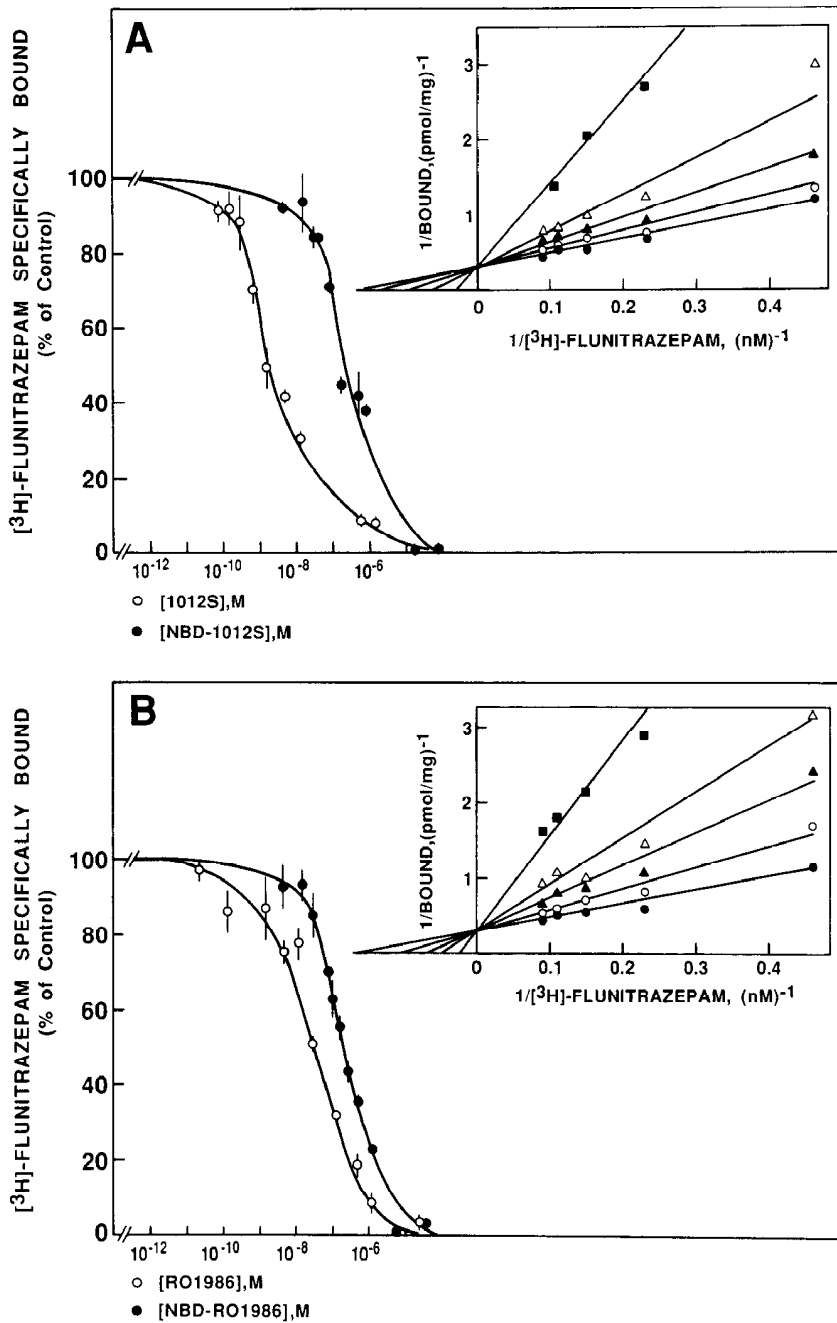 A
[³H]-FLUNITRAZEPAM SPECIFICALLY BOUND
(% of Control)
100
80
60
40
20
0
10⁻¹²
10⁻¹⁰
10⁻⁸
10⁻⁶
○ [1012S],M
● [NBD-1012S],M
1/BOUND,(pmol/mg)⁻¹
3
2
1
0
0.1
0.2
0.3
0.4
1/[³H]-FLUNITRAZEPAM, (nM)⁻¹
B
[³H]-FLUNITRAZEPAM SPECIFICALLY BOUND
(% of Control)
100
80
60
40
20
0
10⁻¹²
10⁻¹⁰
10⁻⁸
10⁻⁶
○ [RO1986],M
● [NBD-RO1986],M
1/BOUND,(pmol/mg)⁻¹
3
2
1
0
0.1
0.2
0.3
0.4
1/[³H]-FLUNITRAZEPAM, (nM)⁻¹